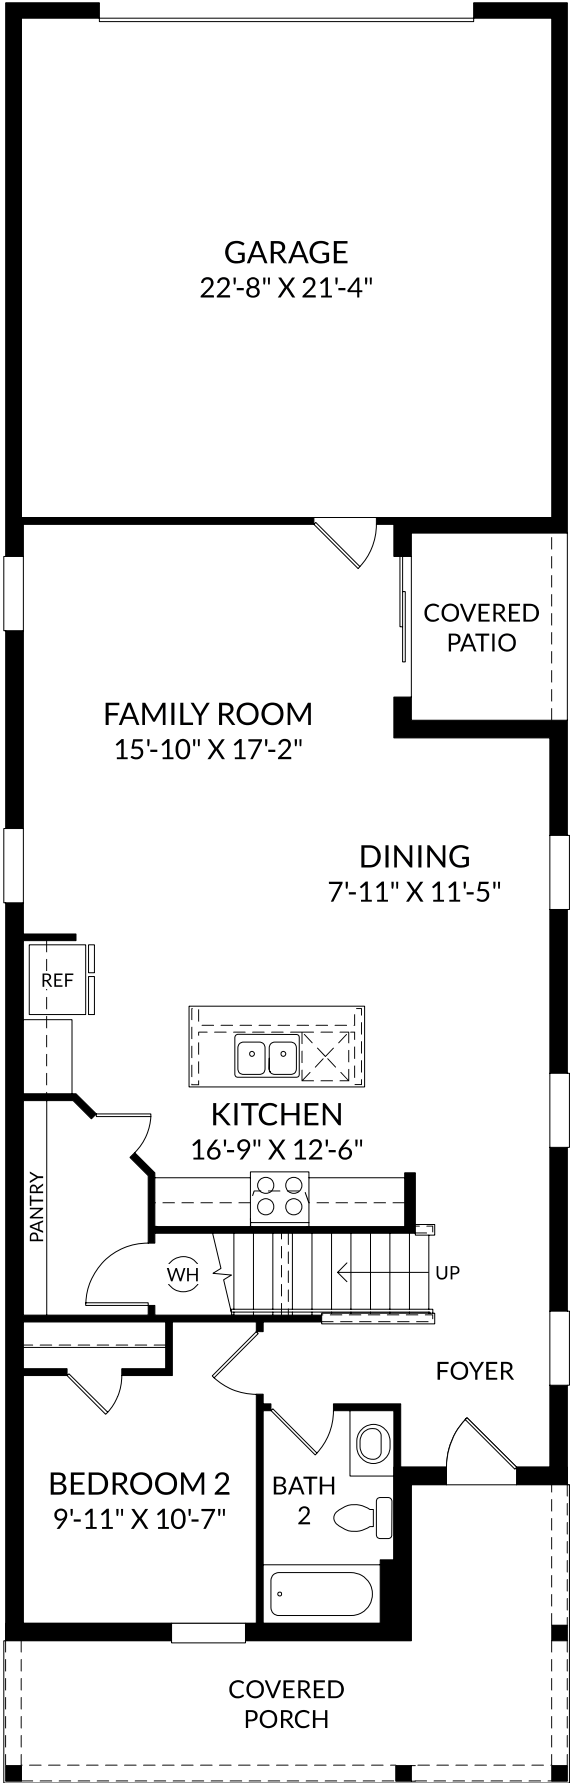 GARAGE
22'-8" X 21'-4"
COVERED
PATIO
FAMILY ROOM
15'-10" X 17'-2"
DINING
7'-11" X 11'-5"
REF
KITCHEN
16'-9" X 12'-6"
PANTRY
WH
UP
FOYER
BEDROOM 2
9'-11" X 10'-7"
BATH
2
COVERED
PORCH